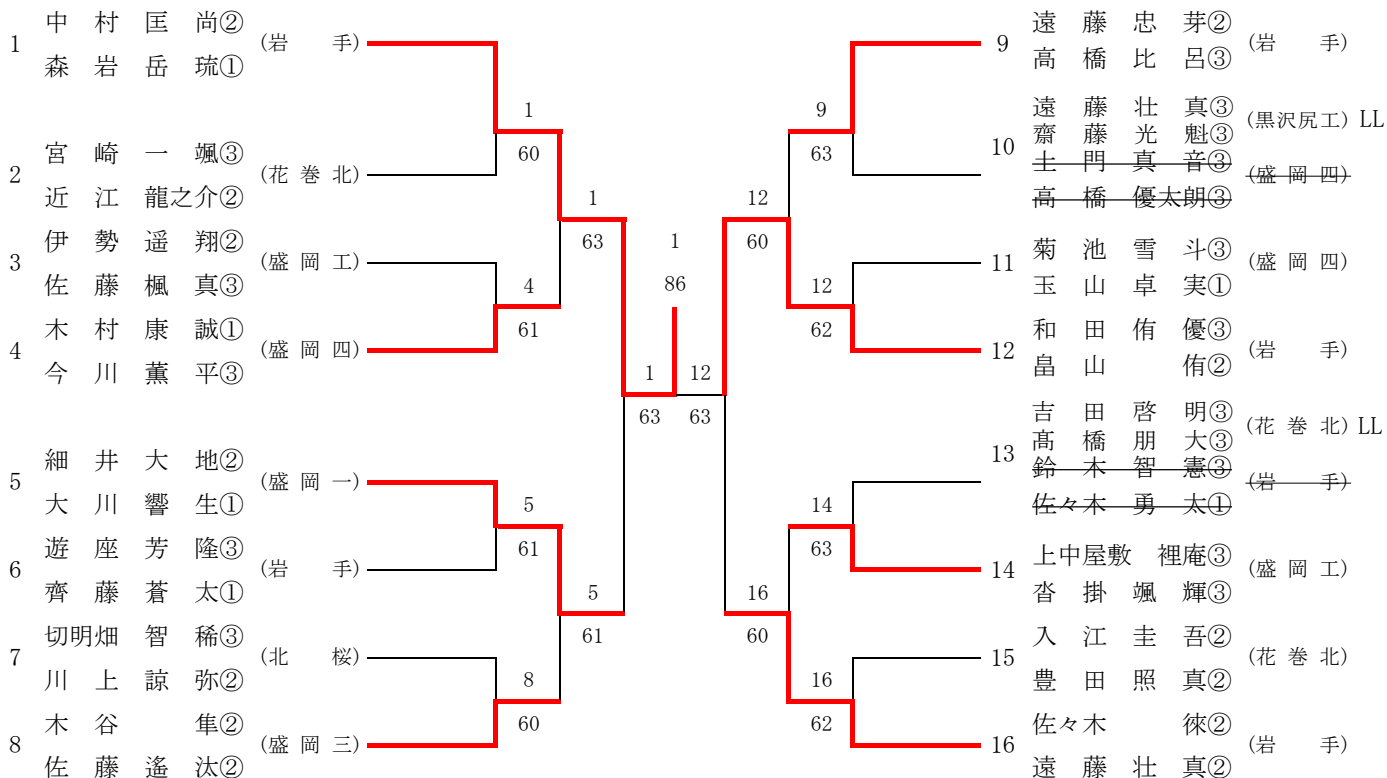 1 中村匡尚② (岩手)
森岩岳琉①
2 宮崎一颯③ (花巻北)
近江龍之介②
3 伊勢遥翔② (盛岡工)
佐藤楓真③
4 木村康誠① (盛岡四)
今川薫平③
5 細井大地② (盛岡一)
大川響生①
6 遊座芳隆③ (岩手)
齊藤蒼太①
7 切明畑智稀③ (北桜)
川上諒弥②
8 木谷隼② (盛岡三)
佐藤遙汰②
1
60
4
61
5
61
8
60
1
63
5
61
1
63
1
86
12
63
12
60
16
60
9
63
12
62
14
63
16
62
9 遠藤忠芽② (岩手)
高橋比呂③
10 遠藤壮真③ (黒沢尻工) LL
齋藤光魁③
土門真音③ (盛岡四)
高橋優太朗③
11 菊池雪斗③ (盛岡四)
玉山卓実①
12 和田侑優③ (岩手)
畠山侑②
13 吉田啓明③ (花巻北) LL
髙橋朋大③
鈴木智憲③ (岩手)
佐々木勇太①
14 上中屋敷裡庵③ (盛岡工)
沓掛颯輝③
15 入江圭吾② (花巻北)
豊田照真②
16 佐々木徠② (岩手)
遠藤壮真②